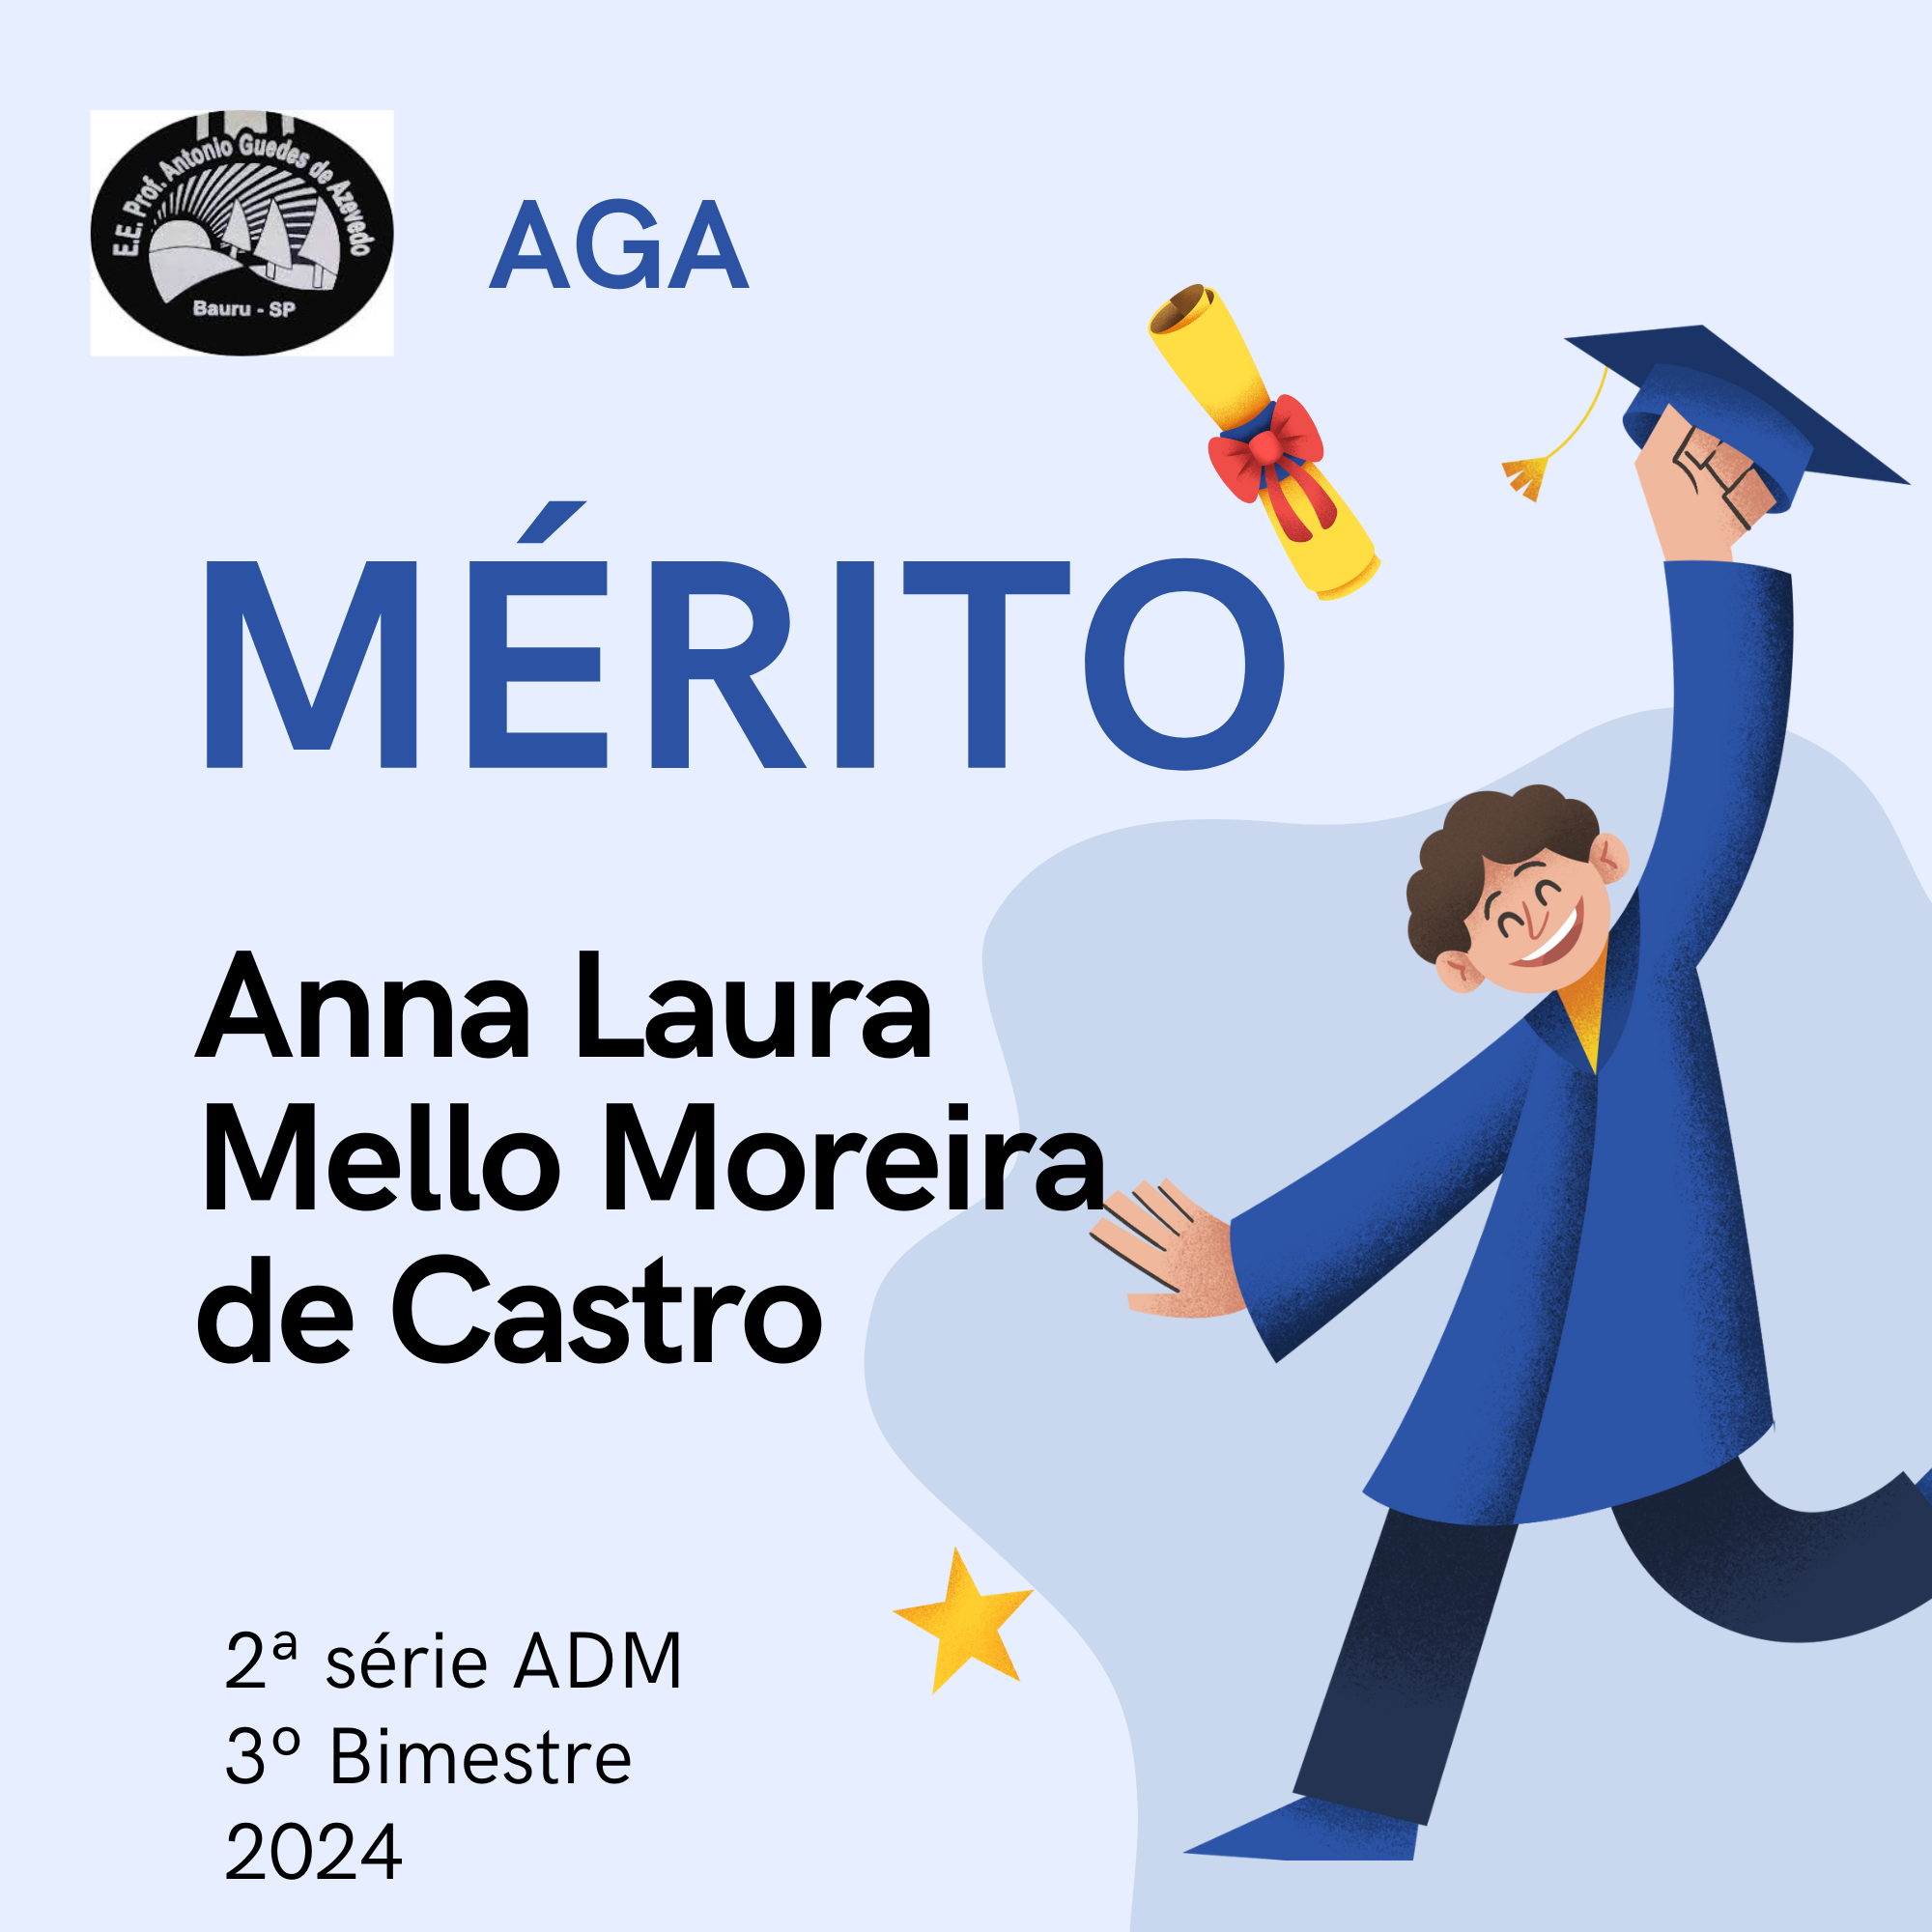 E.E. Prof. Antonio Guedes de Azevedo
Bauru - SP
AGA
MÉRITO
Anna Laura
Mello Moreira
de Castro
2ª série ADM
3º Bimestre
2024